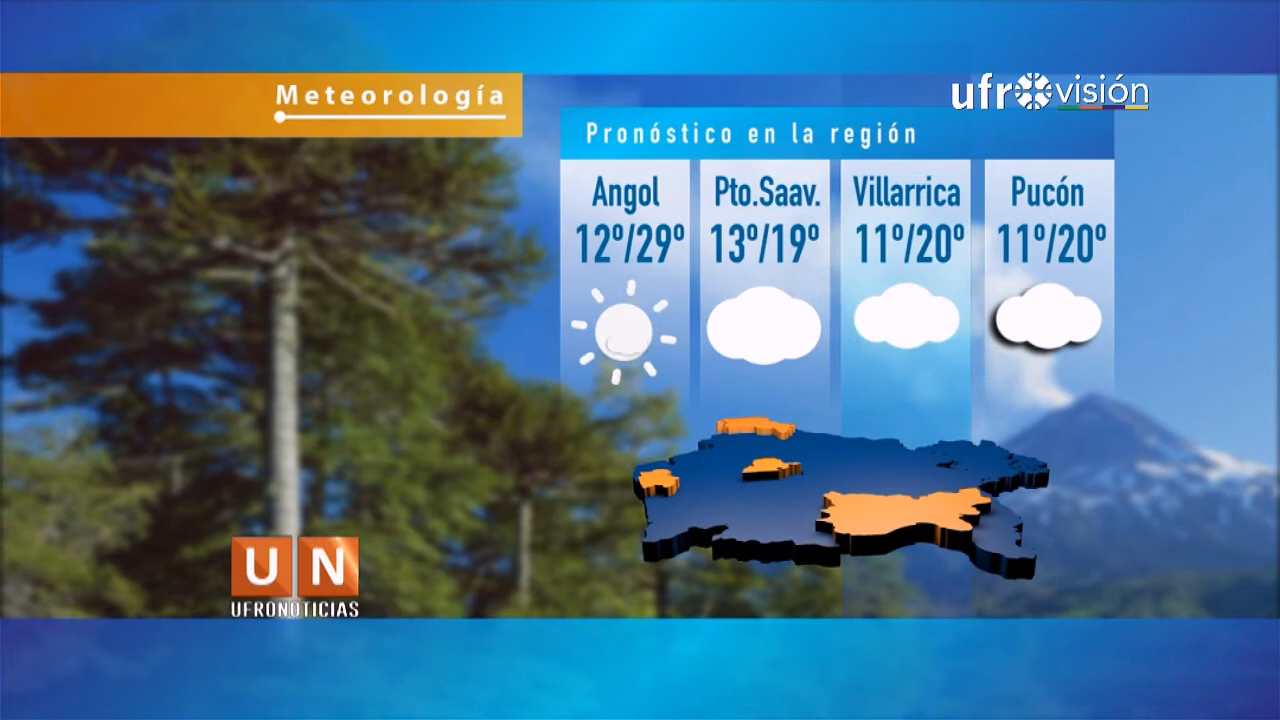 Meteorología
ufrovisión
Pronóstico en la región
Angol
12º/29º
Pto.Saav.
13º/19º
Villarrica
11º/20º
Pucón
11º/20º
UN
UFRONOTICIAS